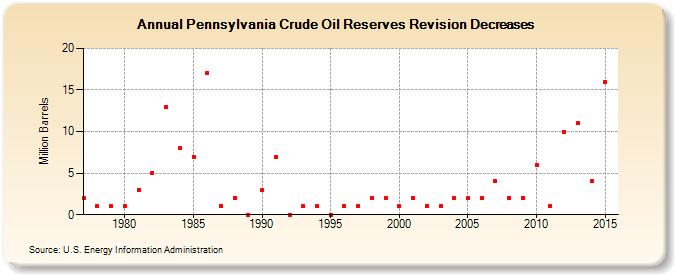 Annual Pennsylvania Crude Oil Reserves Revision Decreases
Million Barrels
20
15
10
5
0
1980 1985 1990 1995 2000 2005 2010 2015
Source: U.S. Energy Information Administration